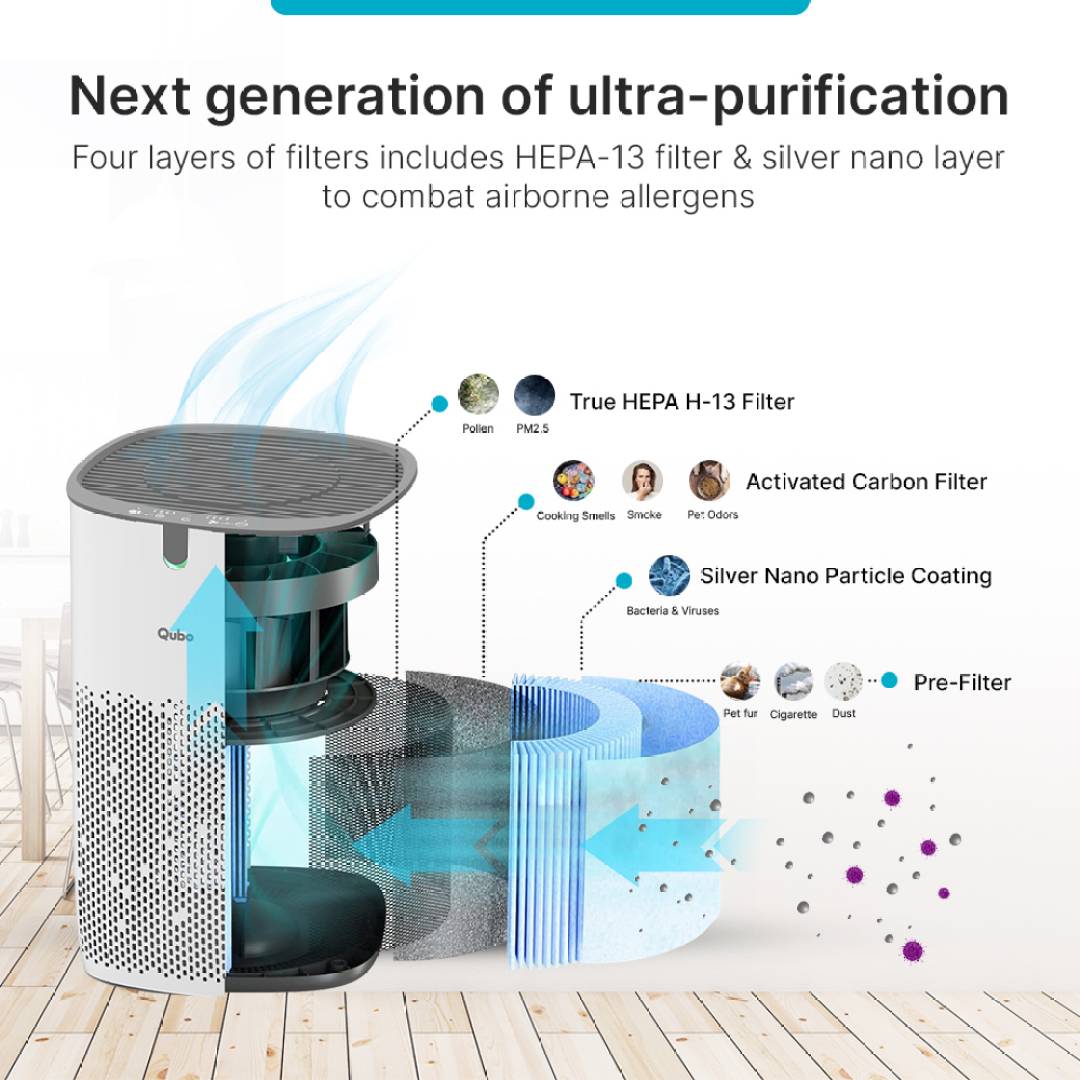 Next generation of ultra-purification
Four layers of filters includes HEPA-13 filter & silver nano layer
to combat airborne allergens
True HEPA H-13 Filter
Pollen
PM2.5
Activated Carbon Filter
Cooking Smells
Smoke
Pet Odors
Silver Nano Particle Coating
Bacteria & Viruses
Pre-Filter
Pet fur
Cigarette
Dust
Qubo